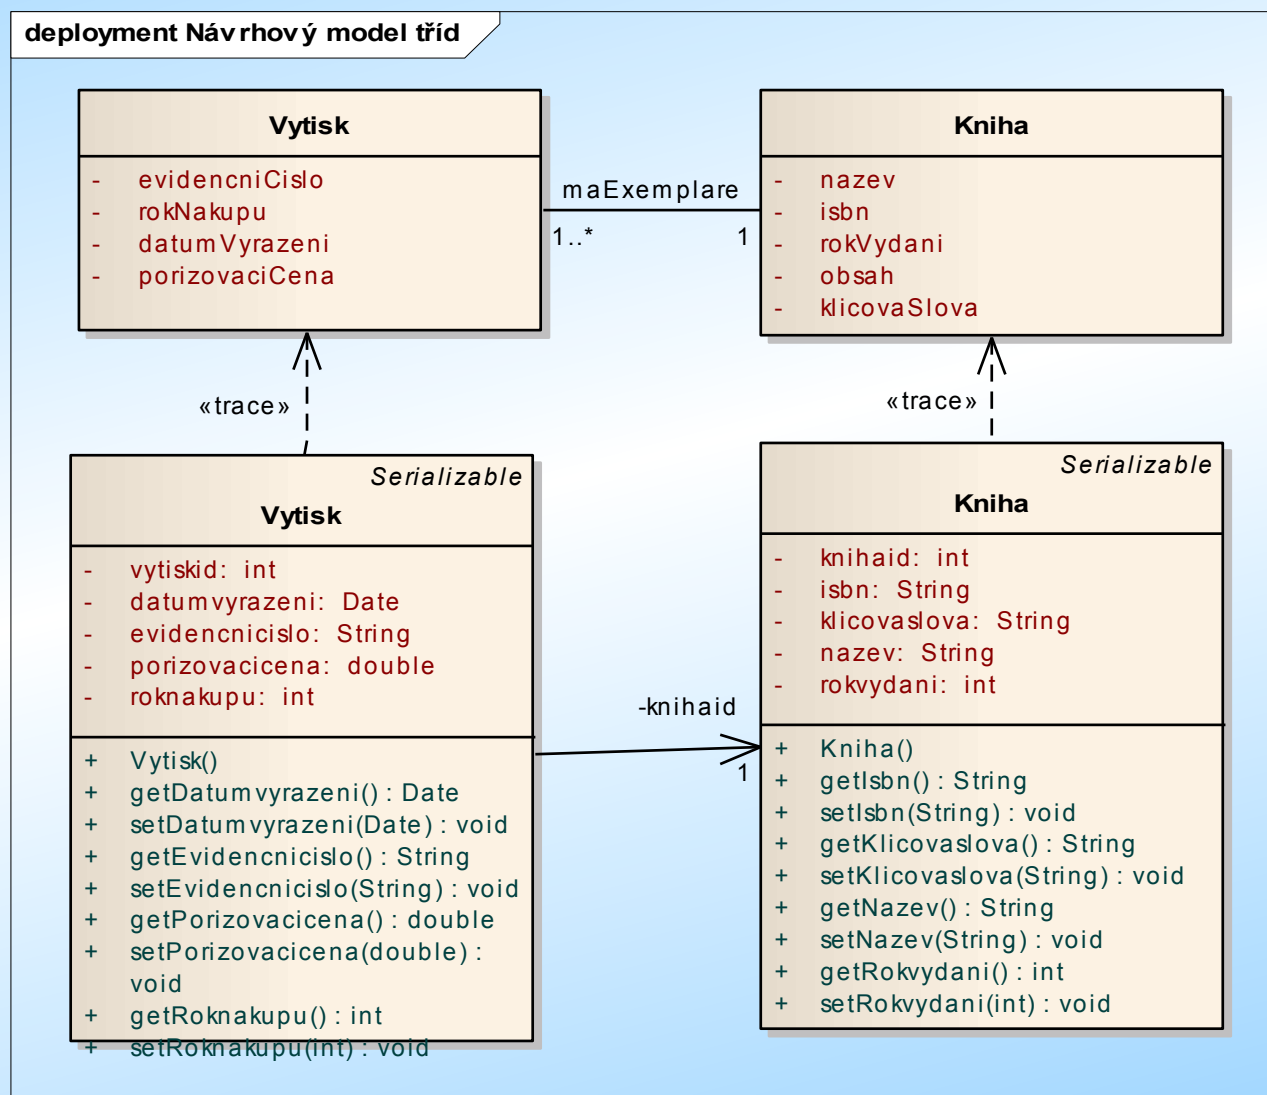 deployment Návrhový model tříd
Vytisk
- evidencniCislo
- rokNakupu
- datumVyrazeni
- porizovaciCena
maExemplare
1..*
1
Kniha
- nazev
- isbn
- rokVydani
- obsah
- klicovaSlova
«trace»
«trace»
Serializable
Vytisk
- vytiskid: int
- datumvyrazeni: Date
- evidencnicislo: String
- porizovacicena: double
- roknakupu: int
+ Vytisk()
+ getDatumvyrazeni() : Date
+ setDatumvyrazeni(Date) : void
+ getEvidencnicislo() : String
+ setEvidencnicislo(String) : void
+ getPorizovacicena() : double
+ setPorizovacicena(double) :
void
+ getRoknakupu() : int
+ setRoknakupu(int) : void
-knihaid
1
Serializable
Kniha
- knihaid: int
- isbn: String
- klicovaslova: String
- nazev: String
- rokvydani: int
+ Kniha()
+ getIsbn() : String
+ setIsbn(String) : void
+ getKlicovaslova() : String
+ setKlicovaslova(String) : void
+ getNazev() : String
+ setNazev(String) : void
+ getRokvydani() : int
+ setRokvydani(int) : void